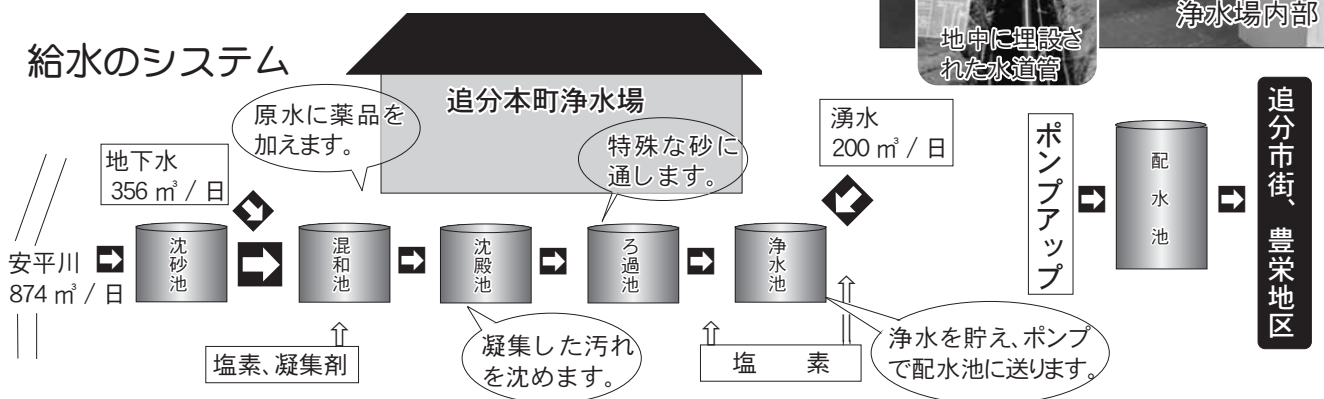 浄水場内部
地中に埋設さ
れた水道管
給水のシステム
追分本町浄水場
原水に薬品を
加えます。
特殊な砂に
通します。
湧水
200 ㎥ / 日
地下水
356 ㎥ / 日
安平川
874 ㎥ / 日
沈砂池
混和池
沈殿池
ろ過池
浄水池
ポンプアップ
配水池
追分市街、豊栄地区
塩素、凝集剤
凝集した汚れ
を沈めます。
塩　素
浄水を貯え、ポンプ
で配水池に送ります。